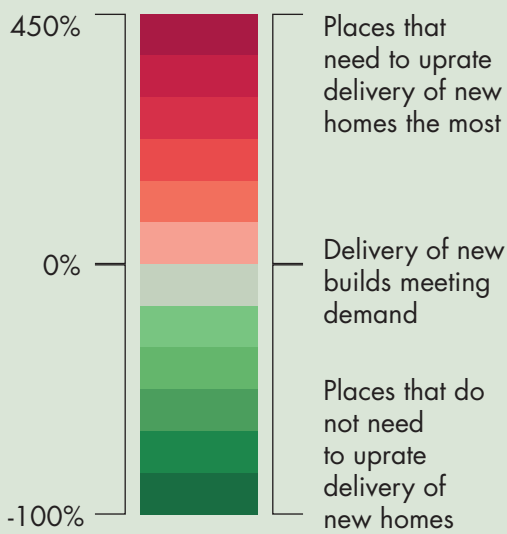 450%
Places that
need to uprate
delivery of new
homes the most
0%
Delivery of new
builds meeting
demand
Places that do
not need
to uprate
delivery of
new homes
-100%